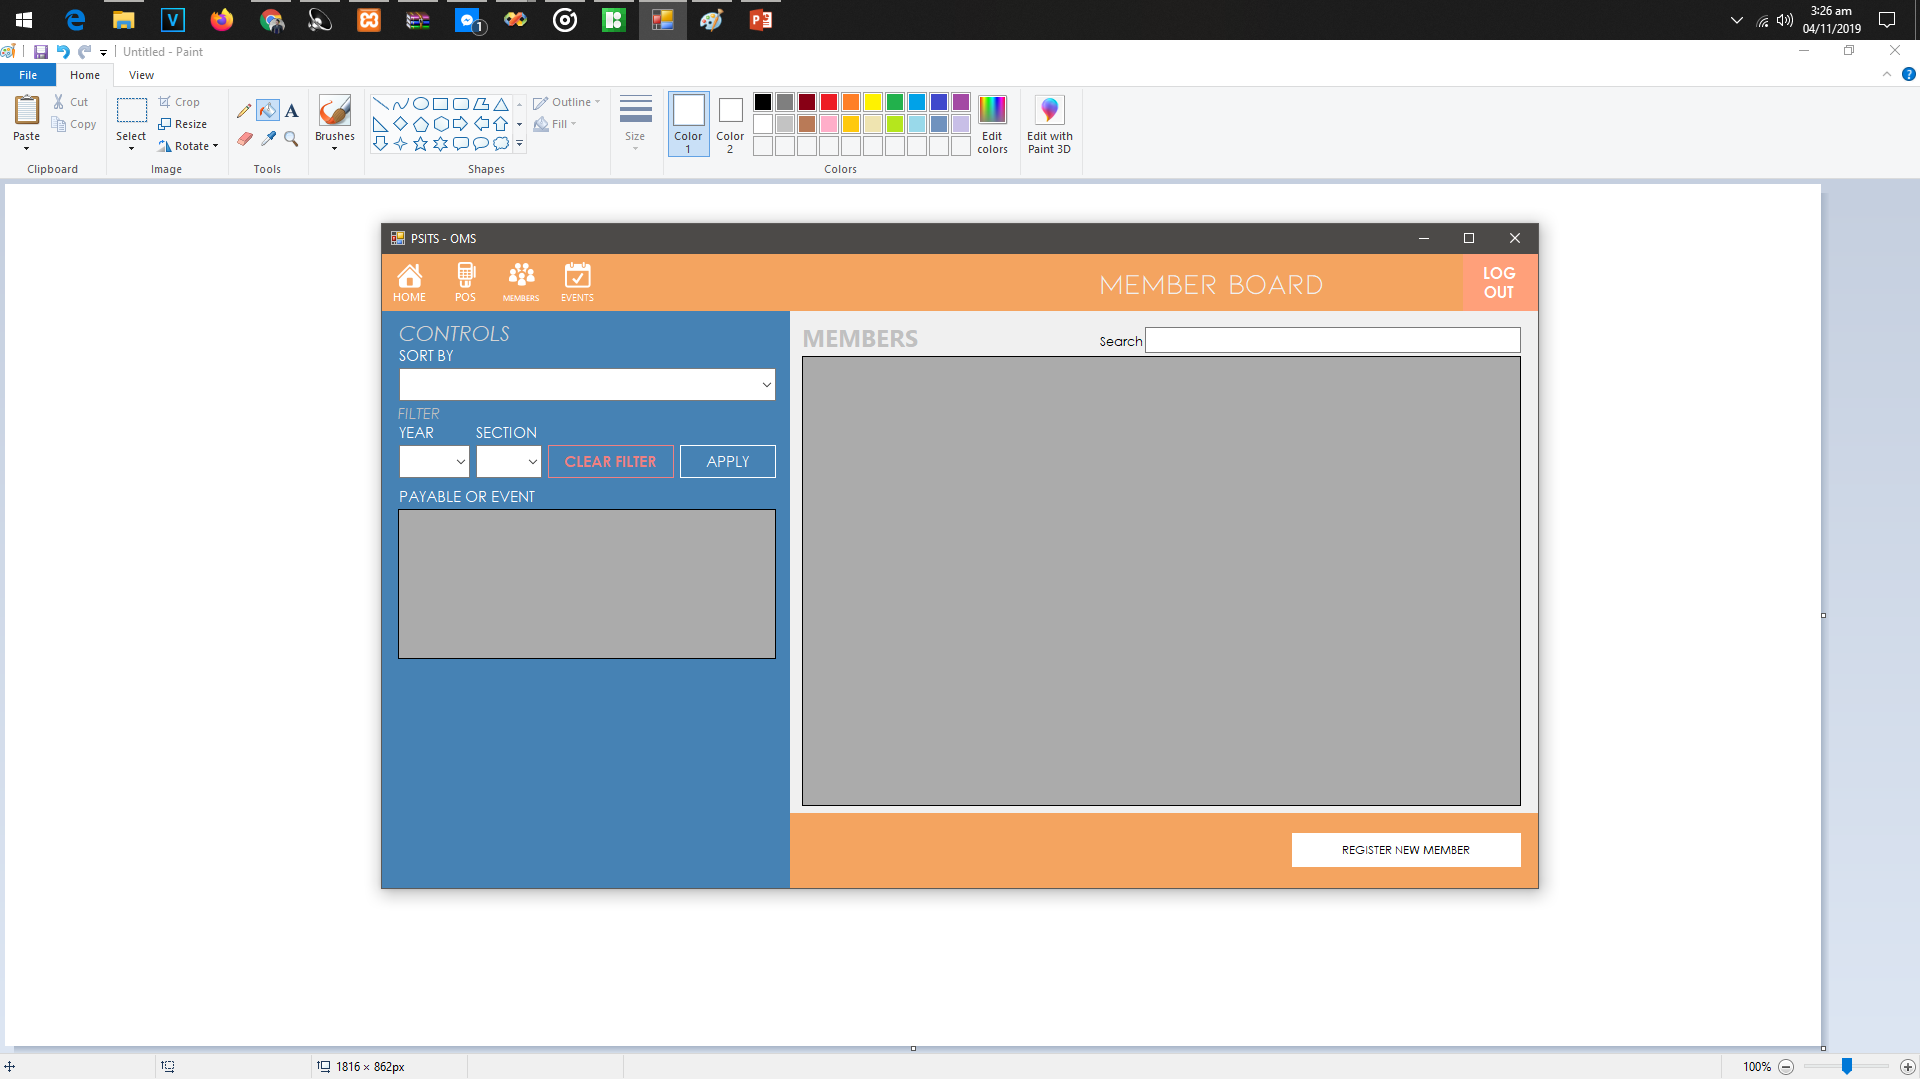 3:26 am
04/11/2019
1
Untitled - Paint
File Home View
Paste
Cut
Copy
Clipboard
Select
Crop
Resize
Rotate
Image
A
Tools
Brushes
Outline
Fill
Shapes
Size
Color 1
Color 2
Edit colors
Colors
Edit with Paint 3D
PSITS - OMS
HOME POS MEMBERS EVENTS
MEMBER BOARD
LOG OUT
CONTROLS
SORT BY
FILTER
YEAR SECTION
CLEAR FILTER APPLY
PAYABLE OR EVENT
MEMBERS
Search
REGISTER NEW MEMBER
1816 × 862px
100%